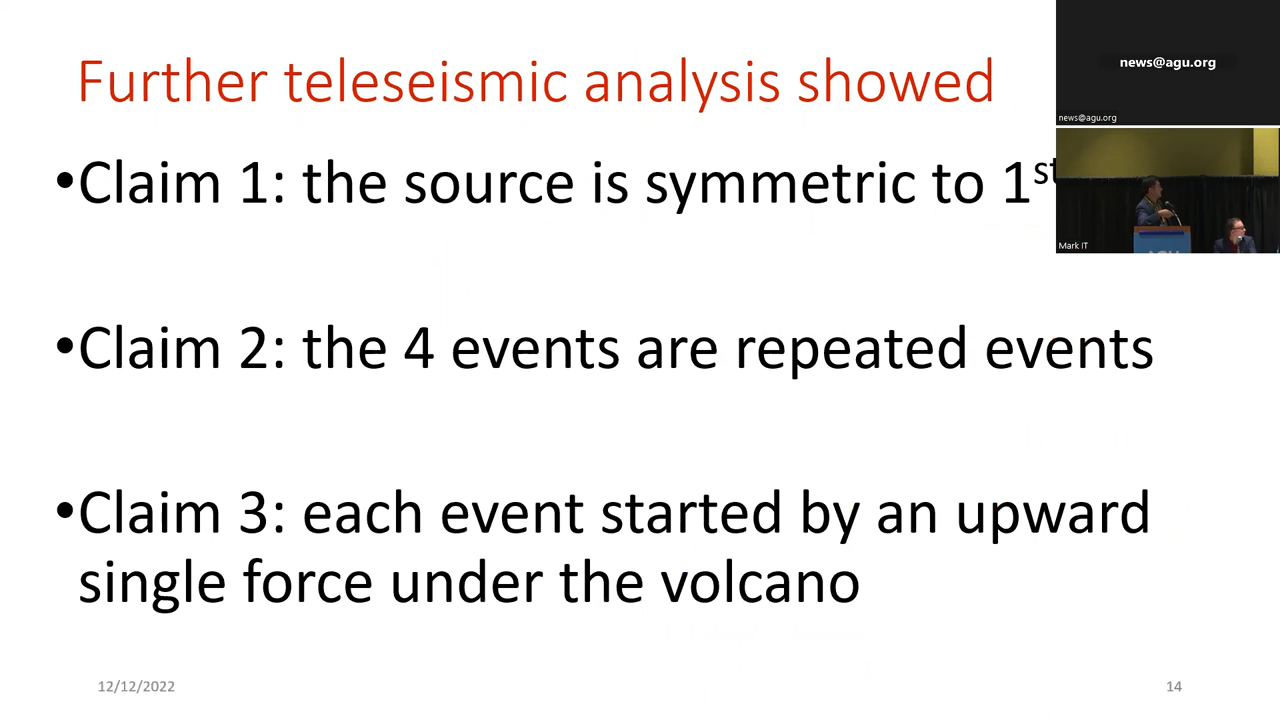 Further teleseismic analysis showed
news@agu.org
news@agu.org
•Claim 1: the source is symmetric to 1st
Mark IT
AGU
•Claim 2: the 4 events are repeated events
•Claim 3: each event started by an upward
single force under the volcano
12/12/2022
14